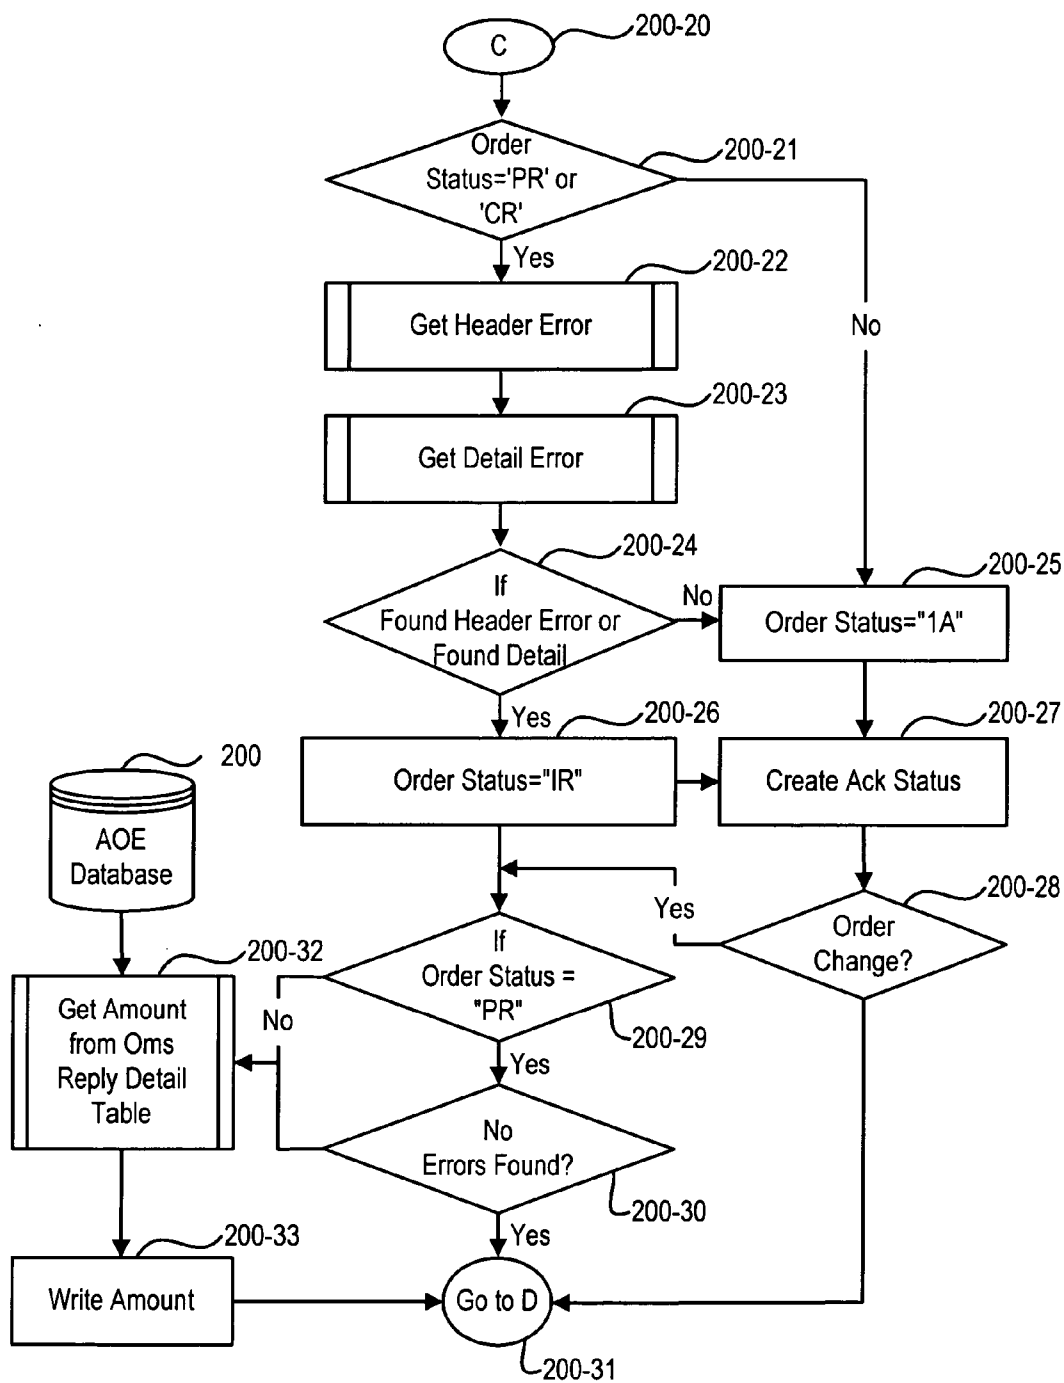 200-20
C
Order
Status='PR' or
'CR'
200-21
Yes
200-22
No
Get Header Error
200-23
Get Detail Error
200-24
200-25
If
Found Header Error or
Found Detail
No
Order Status="1A"
Yes
200-26
200-27
200
Order Status="IR"
Create Ack Status
AOE
Database
200-28
Yes
Order
Change?
If
Order Status =
"PR"
200-32
No
200-29
Get Amount
from Oms
Reply Detail
Table
Yes
No
Errors Found?
200-30
200-33
Yes
Write Amount
Go to D
200-31